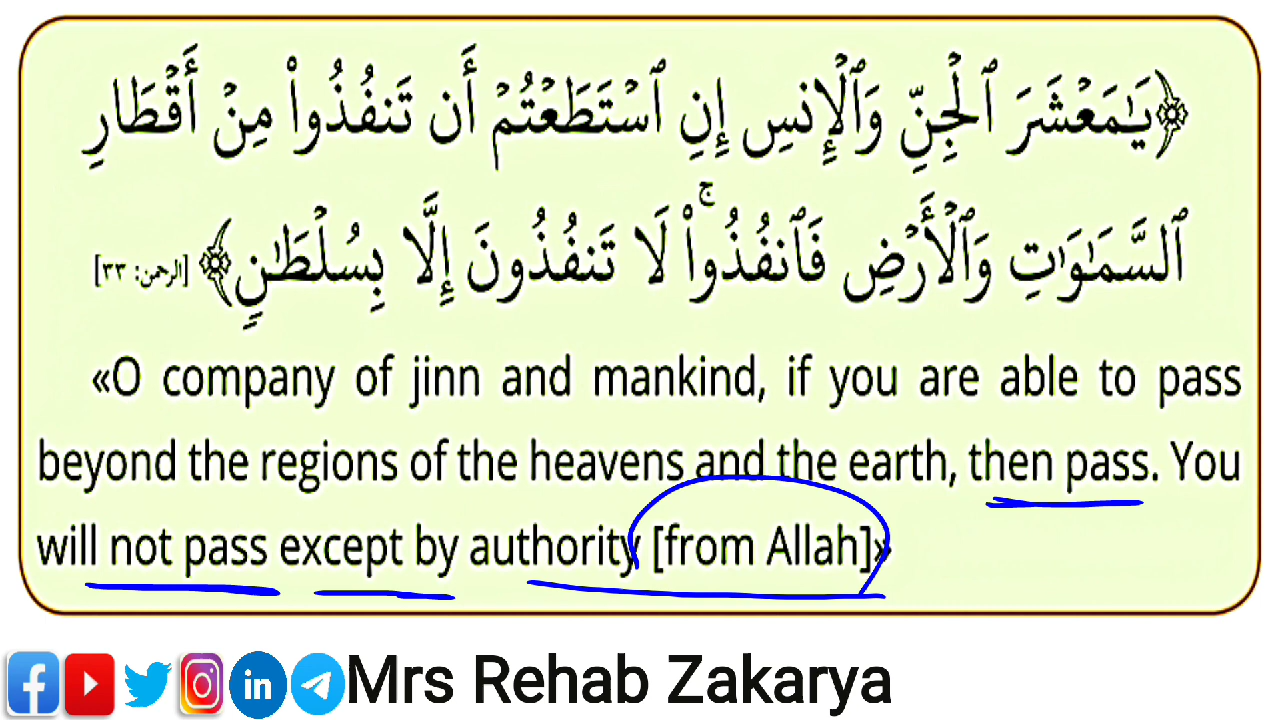 ﴿يَـٰمَعْشَرَ ٱلْجِنِّ وَٱلْإِنسِ إِنِ ٱسْتَطَعْتُمْ أَن تَنفُذُوا۟ مِنْ أَقْطَارِ
ٱلسَّمَـٰوَٰتِ وَٱلْأَرْضِ فَٱنفُذُوا۟ ۚ لَا تَنفُذُونَ إِلَّا بِسُلْطَـٰنٍ﴾ [الرحمن: ٣٣]
«O company of jinn and mankind, if you are able to pass
beyond the regions of the heavens and the earth, then pass. You
will not pass except by authority [from Allah]»
Mrs Rehab Zakarya